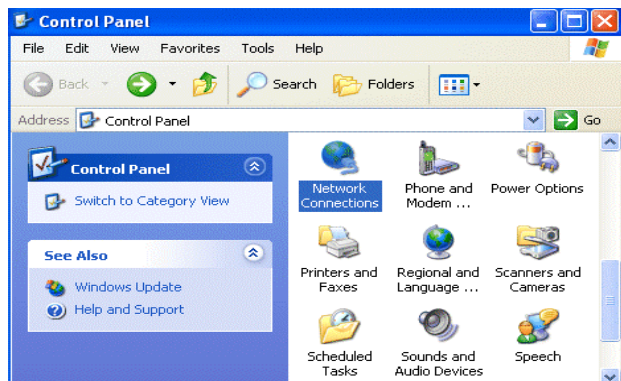 Control Panel
File Edit View Favorites Tools Help
Back Search Folders
Address Control Panel Go
Control Panel
Switch to Category View
See Also
Windows Update
Help and Support
Network
Connections
Phone and
Modem ...
Power Options
Printers and
Faxes
Regional and
Language ...
Scanners and
Cameras
Scheduled
Tasks
Sounds and
Audio Devices
Speech